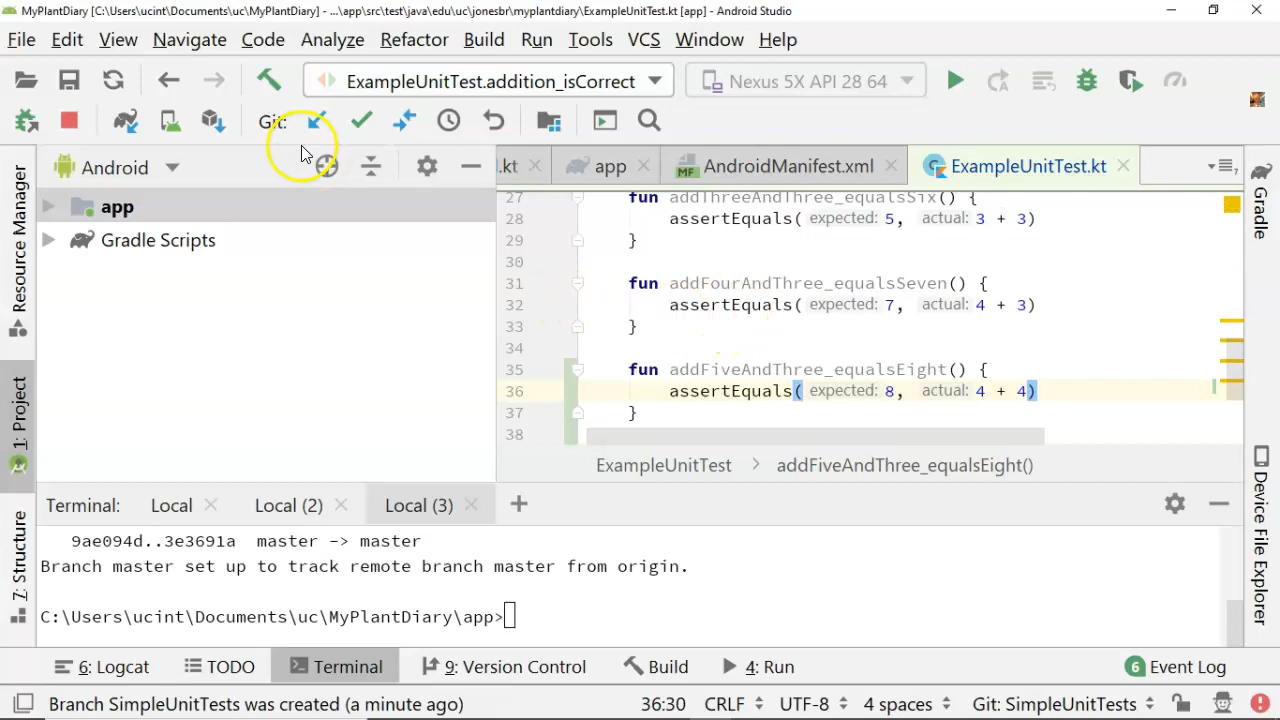 MyPlantDiary [C:\Users\ucint\Documents\uc\MyPlantDiary] - ...\app\src\test\java\edu\uc\jonesbr\myplantdiary\ExampleUnitTest.kt [app] - Android Studio
File Edit View Navigate Code Analyze Refactor Build Run Tools VCS Window Help
ExampleUnitTest.addition_isCorrect Nexus 5X API 28 64
Git:
Android
.kt app AndroidManifest.xml ExampleUnitTest.kt
app
Gradle Scripts
27 fun addThreeAndThree_equalsSix() {
28 assertEquals( expected: 5, actual: 3 + 3)
29 }
30
31 fun addFourAndThree_equalsSeven() {
32 assertEquals( expected: 7, actual: 4 + 3)
33 }
34
35 fun addFiveAndThree_equalsEight() {
36 assertEquals( expected: 8, actual: 4 + 4)
37 }
38
ExampleUnitTest > addFiveAndThree_equalsEight()
Resource Manager
1: Project
7: Structure
Gradle
Device File Explorer
Terminal: Local Local (2) Local (3)
9ae094d..3e3691a master -> master
Branch master set up to track remote branch master from origin.
C:\Users\ucint\Documents\uc\MyPlantDiary\app>
6: Logcat TODO Terminal 9: Version Control Build 4: Run 6 Event Log
Branch SimpleUnitTests was created (a minute ago) 36:30 CRLF UTF-8 4 spaces Git: SimpleUnitTests